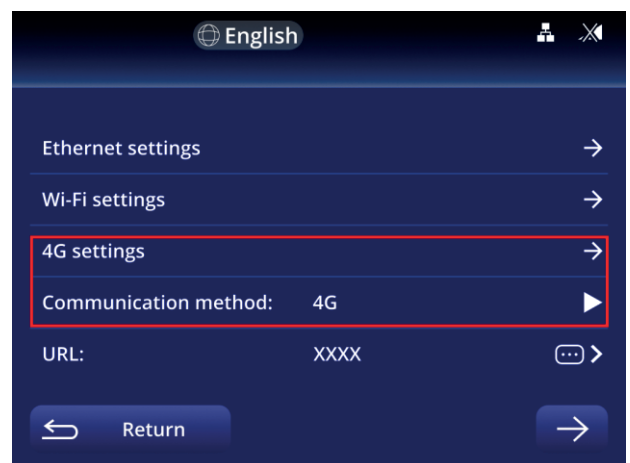 English
Ethernet settings
Wi-Fi settings
4G settings
Communication method: 4G
URL: XXXX
Return